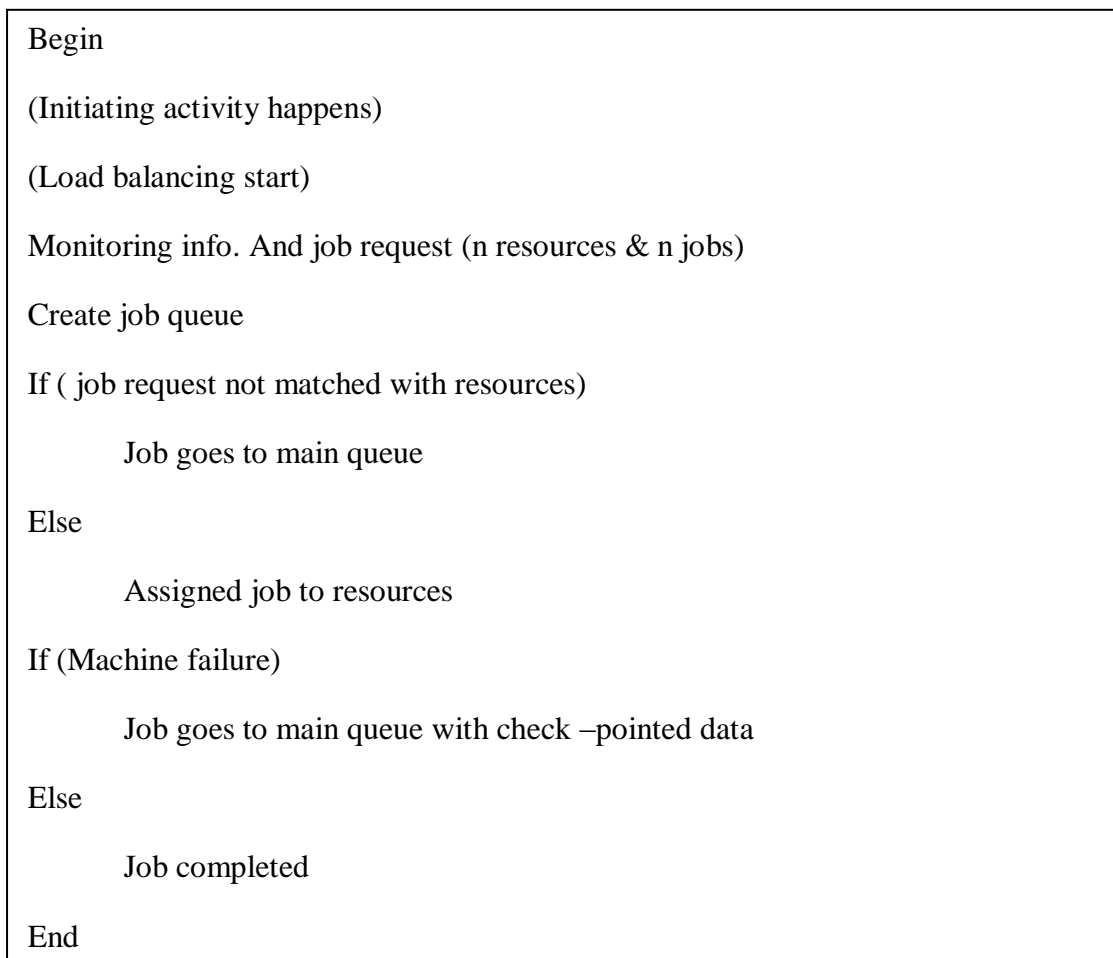 Begin
(Initiating activity happens)
(Load balancing start)
Monitoring info. And job request (n resources & n jobs)
Create job queue
If ( job request not matched with resources)
Job goes to main queue
Else
Assigned job to resources
If (Machine failure)
Job goes to main queue with check –pointed data
Else
Job completed
End